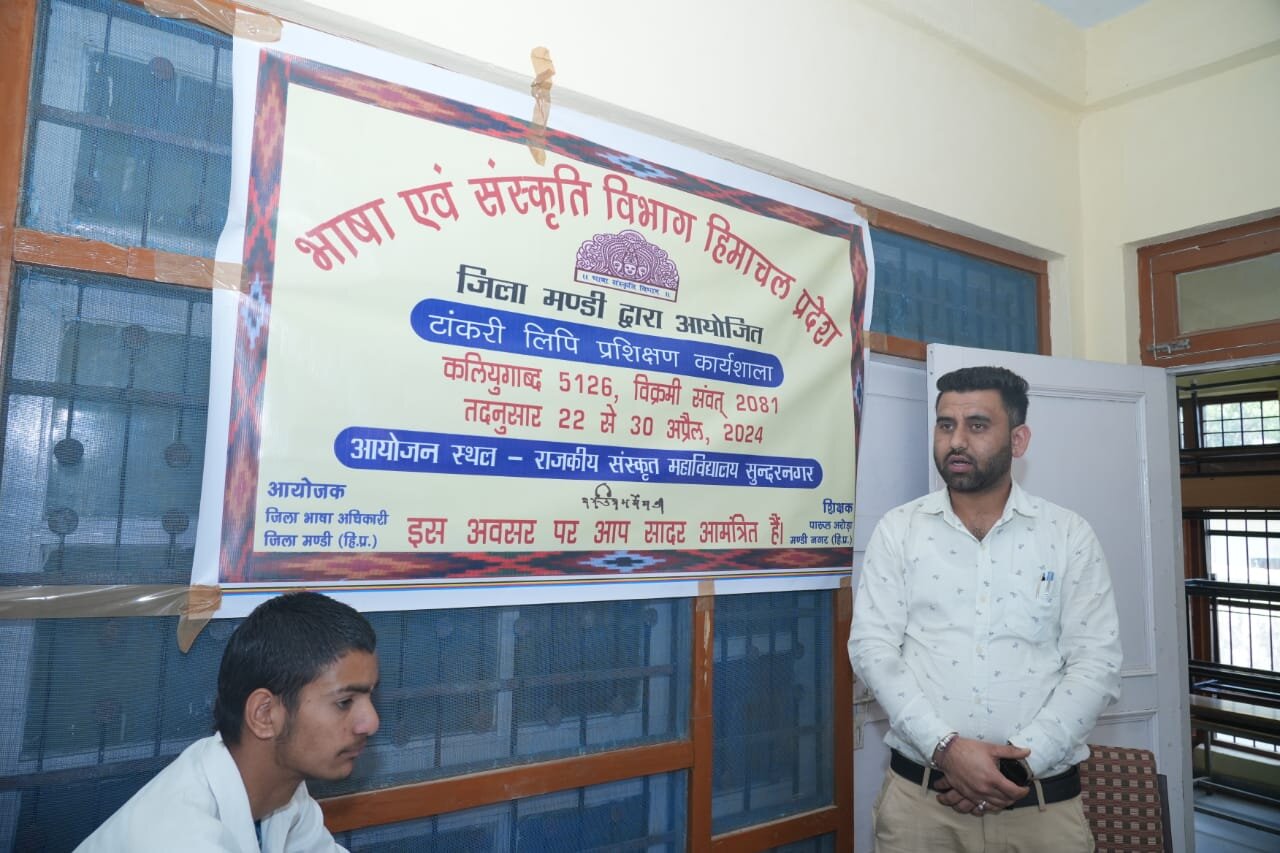 भाषा एवं संस्कृति विभाग हिमाचल प्रदेश
॥ भाषा संस्कृति विभाग ॥
जिला मण्डी द्वारा आयोजित
टांकरी लिपि प्रशिक्षण कार्यशाला
कलियुगाब्द 5126, विक्रमी संवत् 2081
तदनुसार 22 से 30 अप्रैल, 2024
आयोजन स्थल – राजकीय संस्कृत महाविद्यालय सुन्दरनगर
आयोजक
जिला भाषा अधिकारी
जिला मण्डी (हि.प्र.)
इस अवसर पर आप सादर आमंत्रित हैं।
शिक्षक
पारुल अरोड़ा
मण्डी नगर (हि.प्र.)